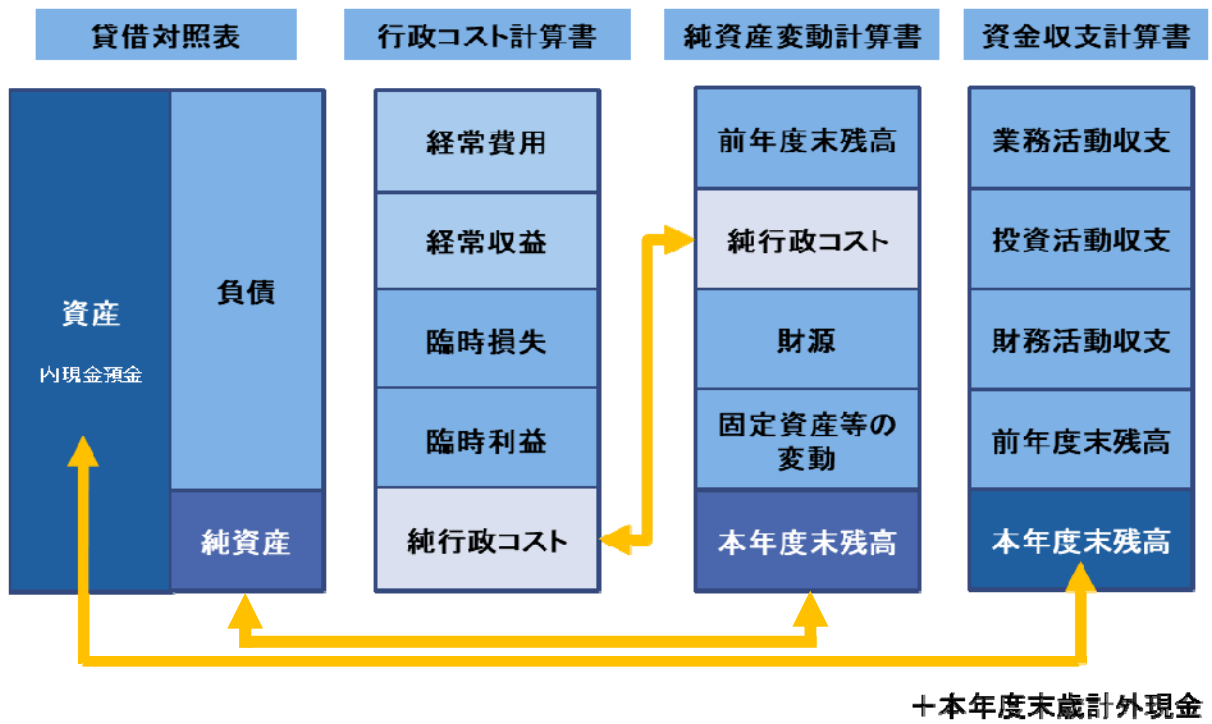 貸借対照表
行政コスト計算書
純資産変動計算書
資金収支計算書
資産
内現金預金
負債
純資産
経常費用
経常収益
臨時損失
臨時利益
純行政コスト
前年度末残高
純行政コスト
財源
固定資産等の
変動
本年度末残高
業務活動収支
投資活動収支
財務活動収支
前年度末残高
本年度末残高
＋本年度末歳計外現金